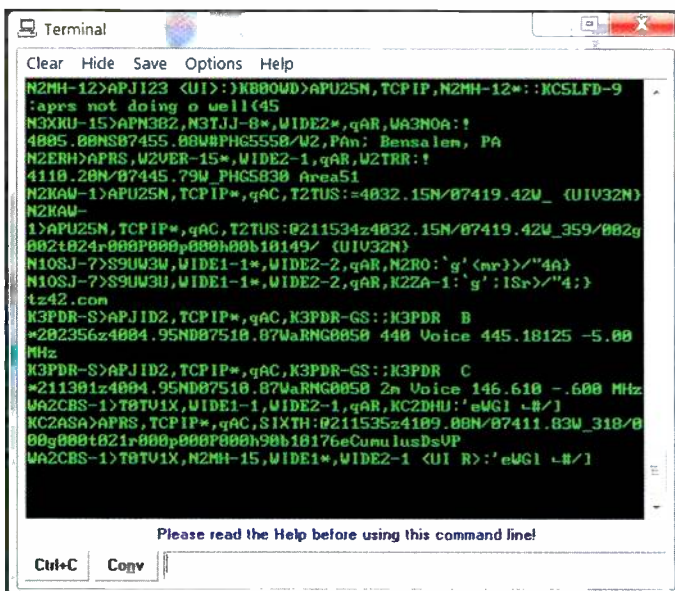 Terminal
Clear Hide Save Options Help
N2MH-12>APJI23 <UI>:}KB0OWD>APU25N,TCPIP,N2MH-12*::KC5LFD-9
:aprs not doing o well{45
N3XKU-15>APN382,N3TJJ-8*,WIDE2*,qAR,WA3NOA:!
4005.00NS07455.08W#PHG5550/W2,PAn; Bensalem, PA
N2ERH>APRS,W2VER-15*,WIDE2-1,qAR,W2TRR:!
4110.20N/07445.79W_PHG5830 Area51
N2KAW-1>APU25N,TCPIP*,qAC,T2TUS:=4032.15N/07419.42W_ {UIV32N}
N2KAW-
1>APU25N,TCPIP*,qAC,T2TUS:@211534z4032.15N/07419.42W_359/002g
002t024r000P000p000h00b10149/ {UIV32N}
N1OSJ-7>S9UW3W,WIDE1-1*,WIDE2-2,qAR,N2RO:`g'<mr}>/"4A}
N1OSJ-7>S9UW3U,WIDE1-1*,WIDE2-2,qAR,K2ZA-1:`g':ISr>/"4;}
tz42.com
K3PDR-S>APJID2,TCPIP*,qAC,K3PDR-GS:;K3PDR B
*202356z4004.95ND07510.87WaRNG0050 440 Voice 445.18125 -5.00
MHz
K3PDR-S>APJID2,TCPIP*,qAC,K3PDR-GS:;K3PDR C
*211301z4004.95ND07510.87WaRNG0050 2m Voice 146.610 -.600 MHz
WA2CBS-1>T0TV1X,WIDE1-1,WIDE2-1,qAR,KC2DHU:'eWGl ∟#/]
KC2ASA>APRS,TCPIP*,qAC,SIXTH:@211535z4109.08N/07411.83W_318/0
00g000t021r000p000P000h90b10176eCumulusDsVP
WA2CBS-1>T0TV1X,N2MH-15,WIDE1*,WIDE2-1 <UI R>:'eWGl ∟#/]
Please read the Help before using this command line!
Ctrl+C Conv